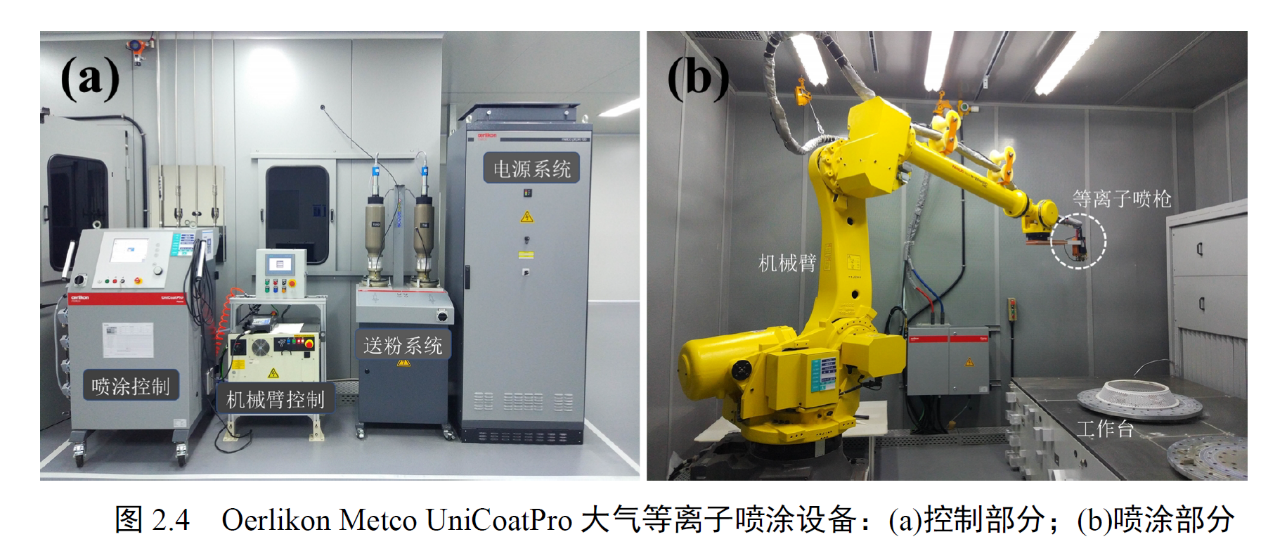 (a)
电源系统
送粉系统
喷涂控制
机械臂控制
oerlikon
UNICOATPRO
(b)
等离子喷枪
机械臂
工作台
图 2.4 Oerlikon Metco UniCoatPro 大气等离子喷涂设备：(a)控制部分；(b)喷涂部分